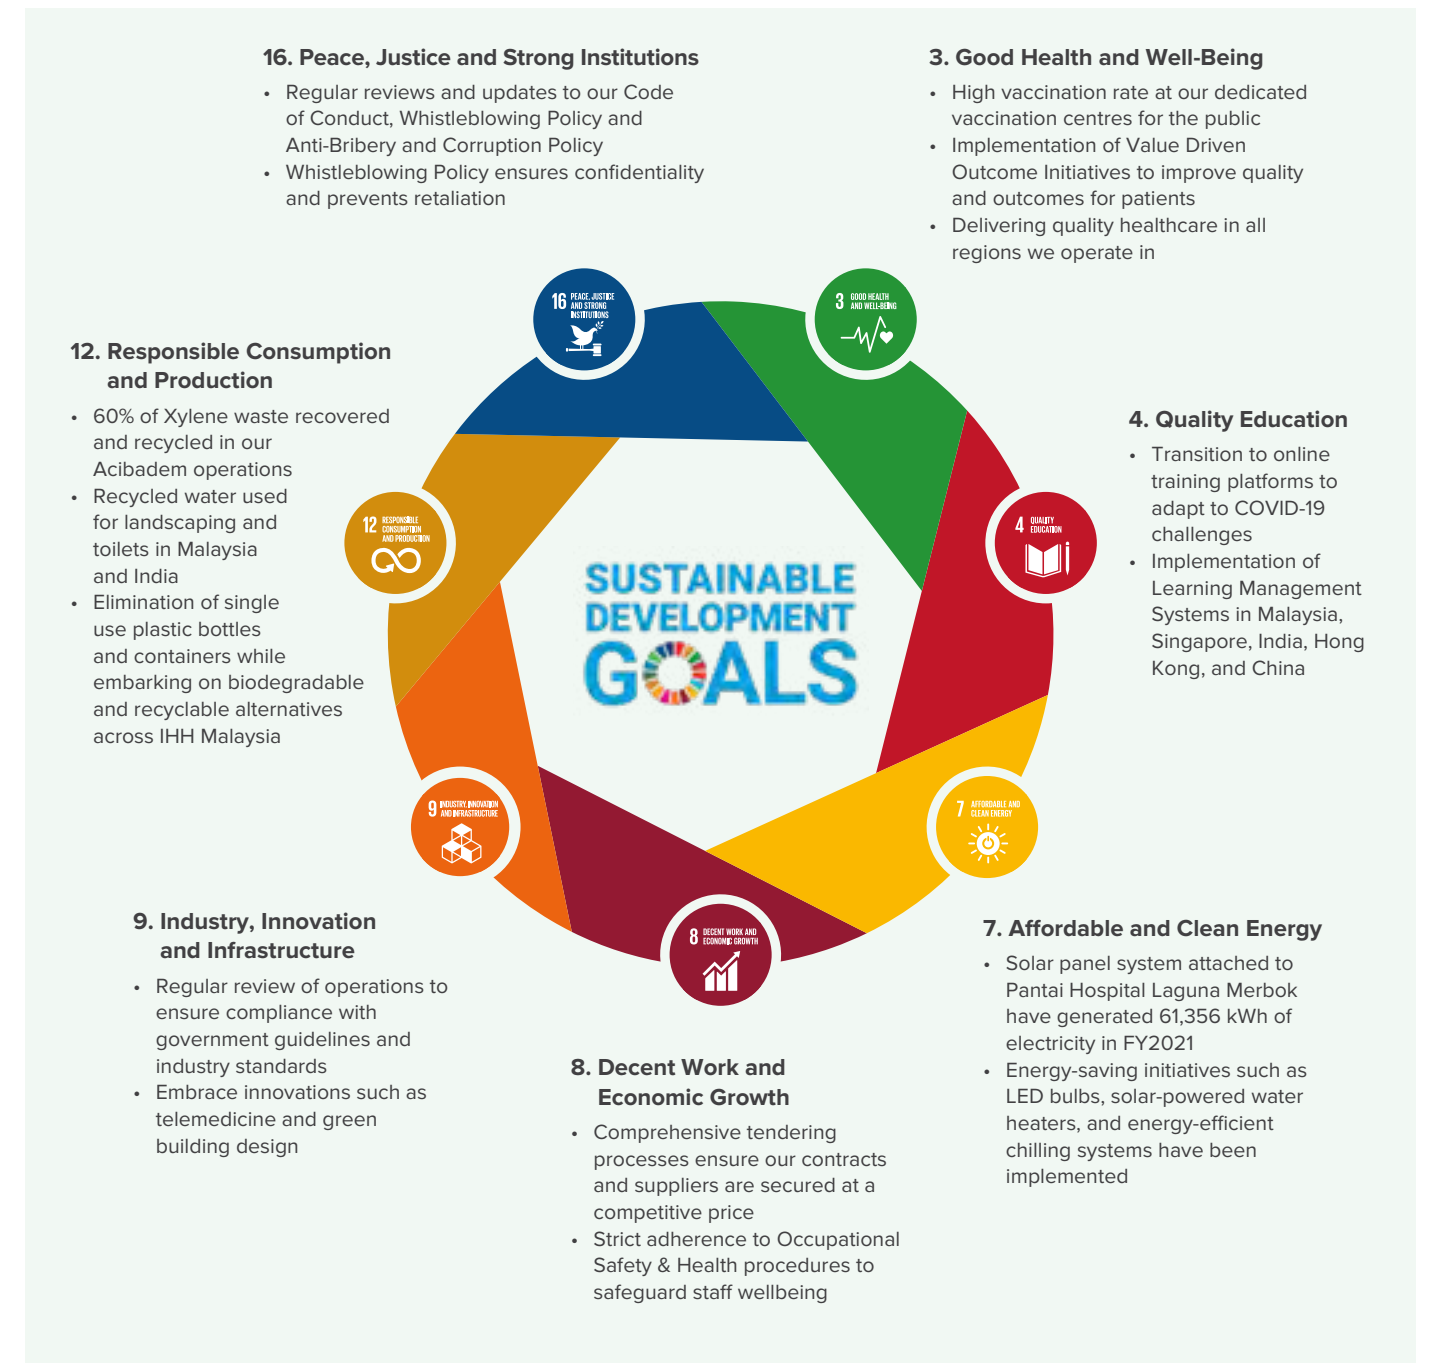 16. Peace, Justice and Strong Institutions
• Regular reviews and updates to our Code
of Conduct, Whistleblowing Policy and
Anti-Bribery and Corruption Policy
• Whistleblowing Policy ensures confidentiality
and prevents retaliation
3. Good Health and Well-Being
• High vaccination rate at our dedicated
vaccination centres for the public
• Implementation of Value Driven
Outcome Initiatives to improve quality
and outcomes for patients
• Delivering quality healthcare in all
regions we operate in
16 PEACE, JUSTICE
AND STRONG
INSTITUTIONS
3 GOOD HEALTH
AND WELL-BEING
12. Responsible Consumption
and Production
• 60% of Xylene waste recovered
and recycled in our
Acibadem operations
• Recycled water used
for landscaping and
toilets in Malaysia
and India
• Elimination of single
use plastic bottles
and containers while
embarking on biodegradable
and recyclable alternatives
across IHH Malaysia
12 RESPONSIBLE
CONSUMPTION
AND PRODUCTION
SUSTAINABLE
DEVELOPMENT
GOALS
4 QUALITY
EDUCATION
4. Quality Education
• Transition to online
training platforms to
adapt to COVID-19
challenges
• Implementation of
Learning Management
Systems in Malaysia,
Singapore, India, Hong
Kong, and China
9 INDUSTRY, INNOVATION
AND INFRASTRUCTURE
7 AFFORDABLE AND
CLEAN ENERGY
8 DECENT WORK AND
ECONOMIC GROWTH
9. Industry, Innovation
and Infrastructure
• Regular review of operations to
ensure compliance with
government guidelines and
industry standards
• Embrace innovations such as
telemedicine and green
building design
8. Decent Work and
Economic Growth
• Comprehensive tendering
processes ensure our contracts
and suppliers are secured at a
competitive price
• Strict adherence to Occupational
Safety & Health procedures to
safeguard staff wellbeing
7. Affordable and Clean Energy
• Solar panel system attached to
Pantai Hospital Laguna Merbok
have generated 61,356 kWh of
electricity in FY2021
• Energy-saving initiatives such as
LED bulbs, solar-powered water
heaters, and energy-efficient
chilling systems have been
implemented